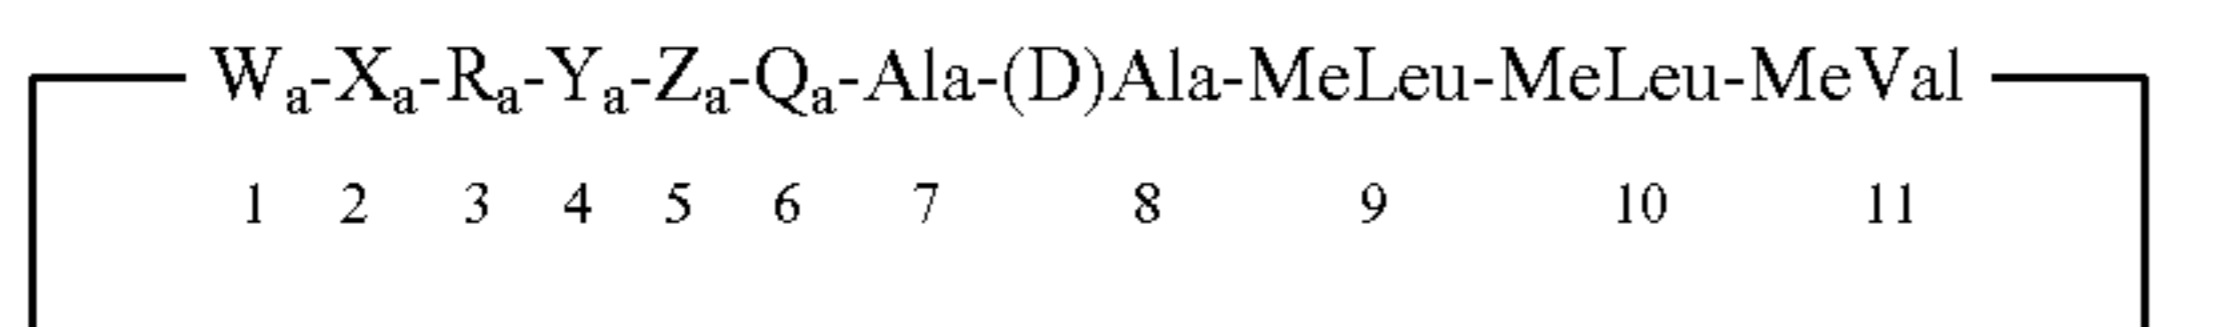 Wa-Xa-Ra-Ya-Za-Qa-Ala-(D)Ala-MeLeu-MeLeu-MeVal
1 2 3 4 5 6 7 8 9 10 11